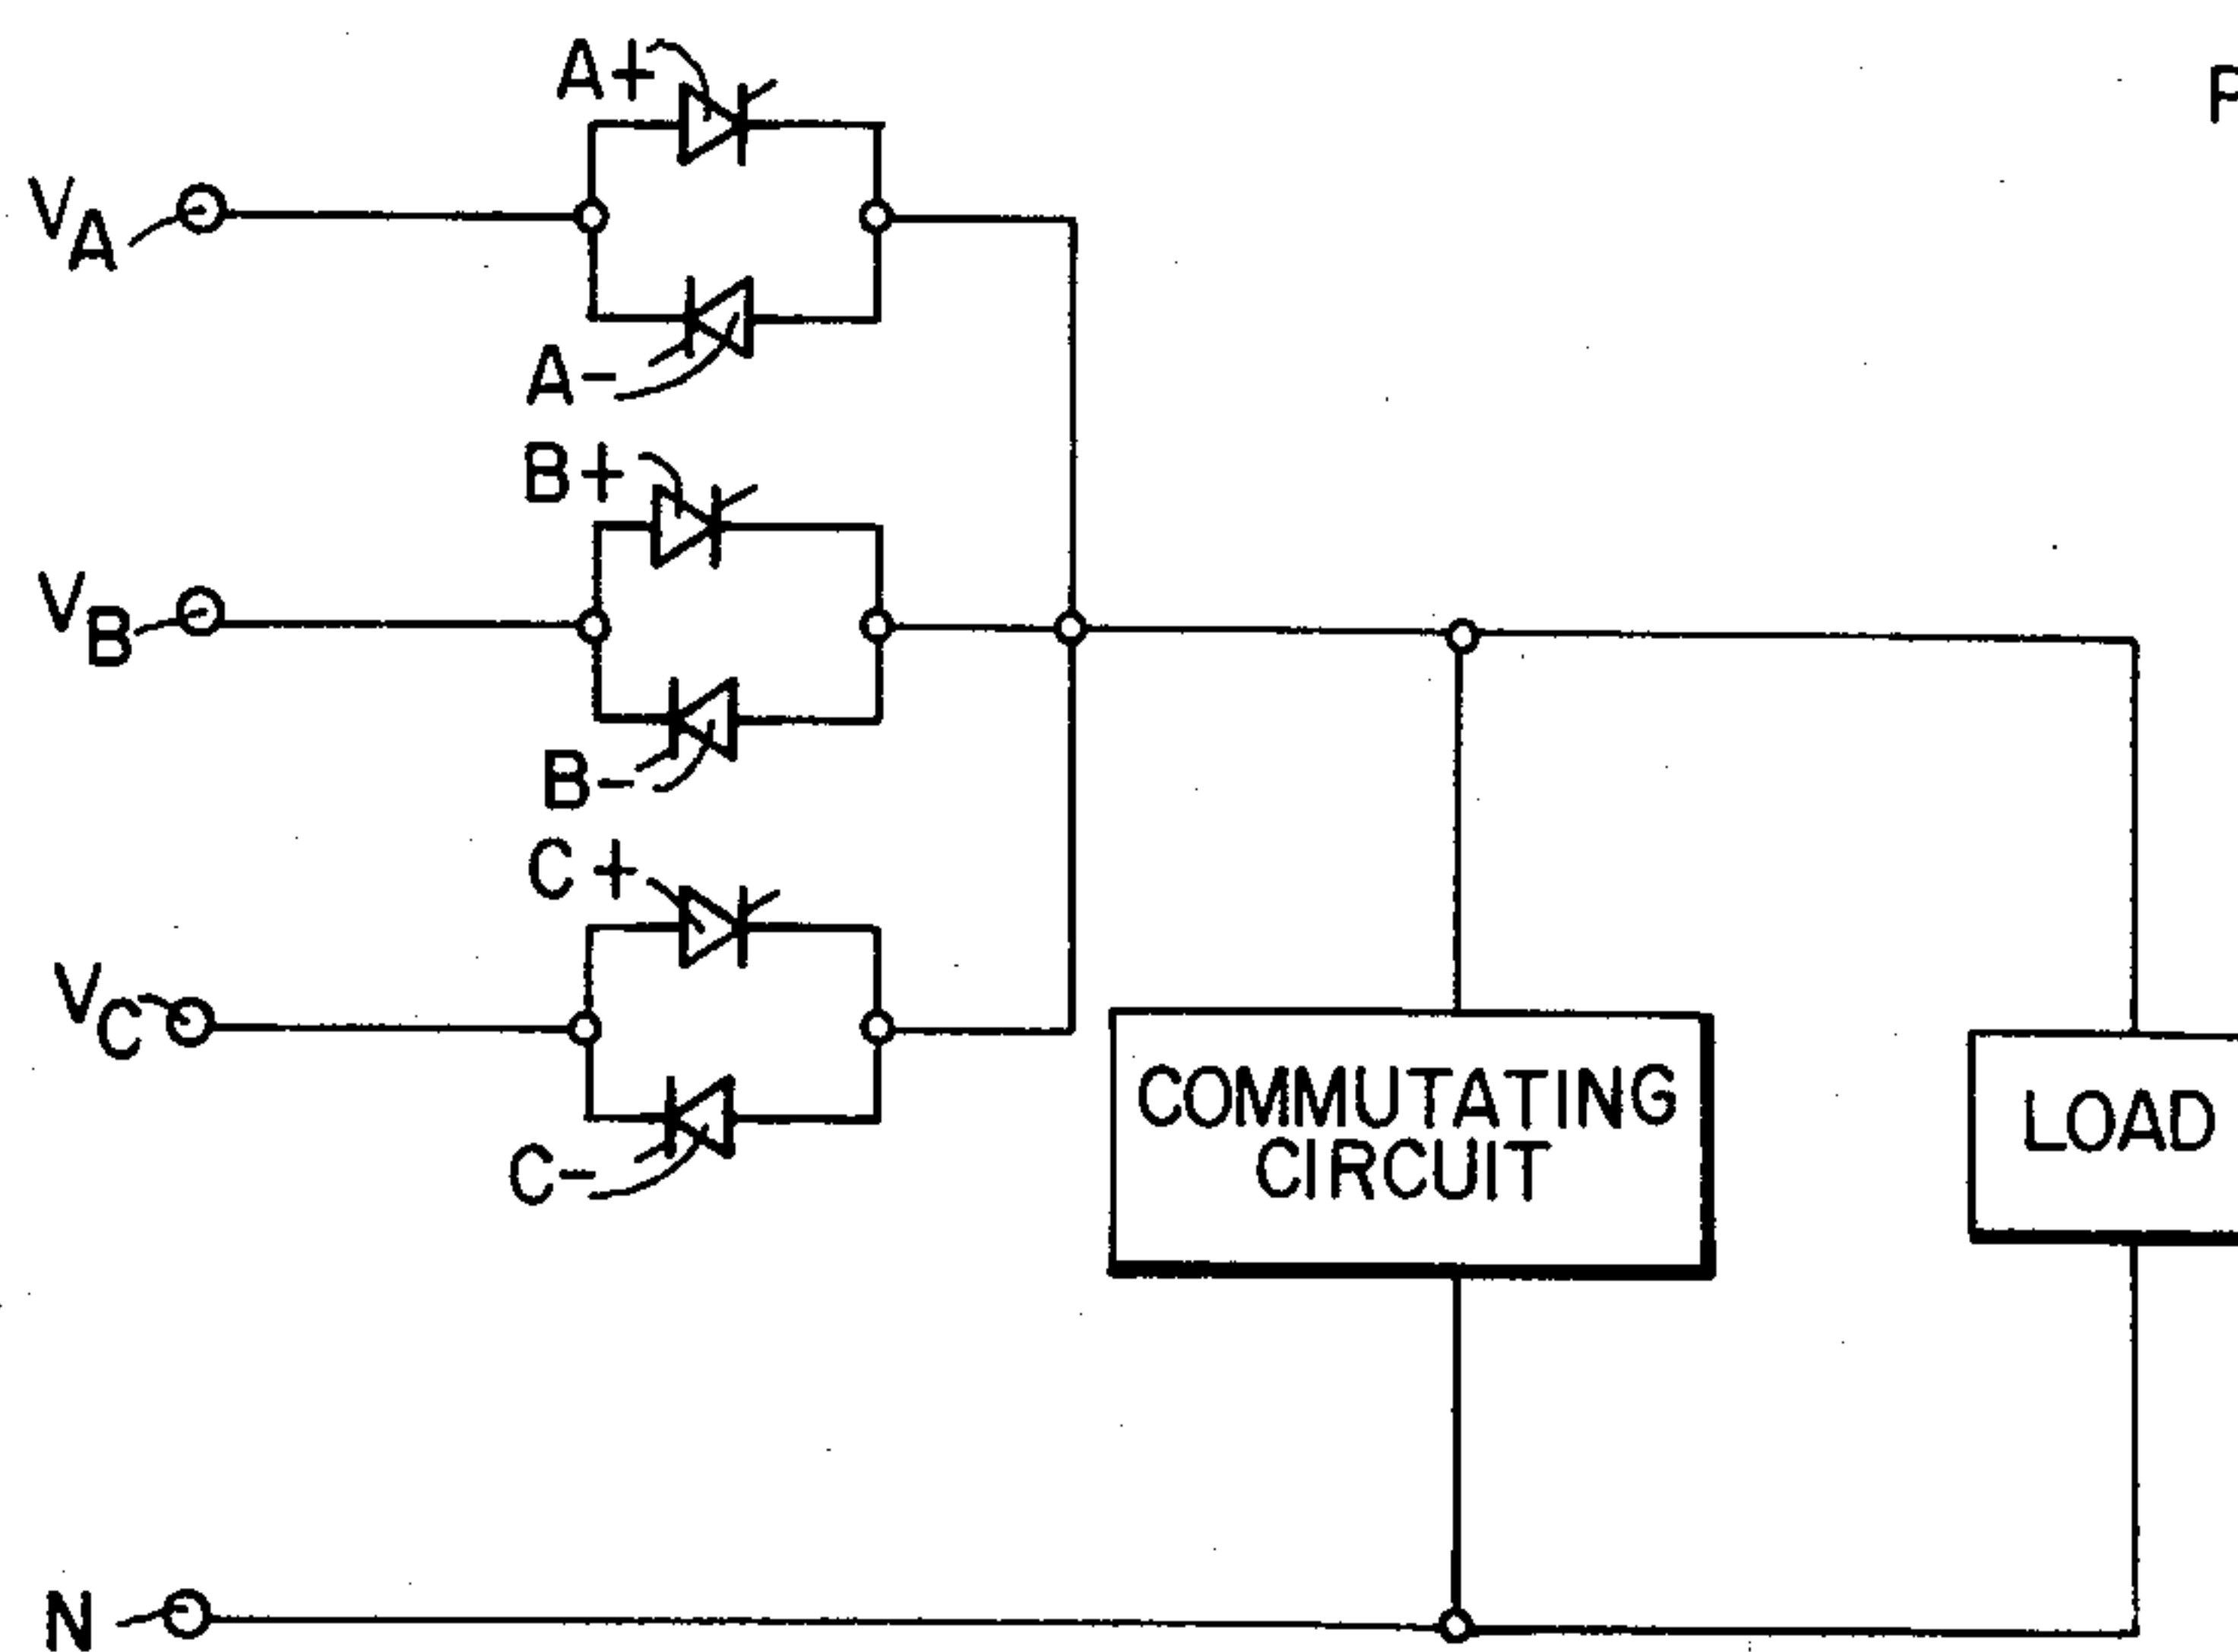 A+
P
VA
A-
B+
VB
B-
C+
VC
COMMUTATING
CIRCUIT
LOAD
C-
N